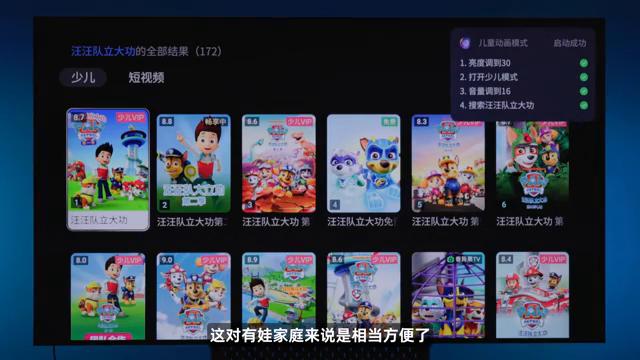 汪汪队立大功的全部结果（172）
少儿
短视频
儿童动画模式
启动成功
1. 亮度调到30
2. 打开少儿模式
3. 音量调到16
4. 搜索汪汪队立大功
8.7
少儿VIP
8.8
畅享中
8.6
少儿VIP
免费
8.3
少儿VIP
8.7
少儿VIP
1
2
3
4
5
6
汪汪队立大功
汪汪队立大功第二
汪汪队立大功 第
汪汪队立大功免
汪汪队立大功 第
汪汪队立大功 第
8.0
少儿VIP
9.0
少儿VIP
8.9
少儿VIP
8.6
少儿VIP
8.4
少儿VIP
这对有娃家庭来说是相当方便了